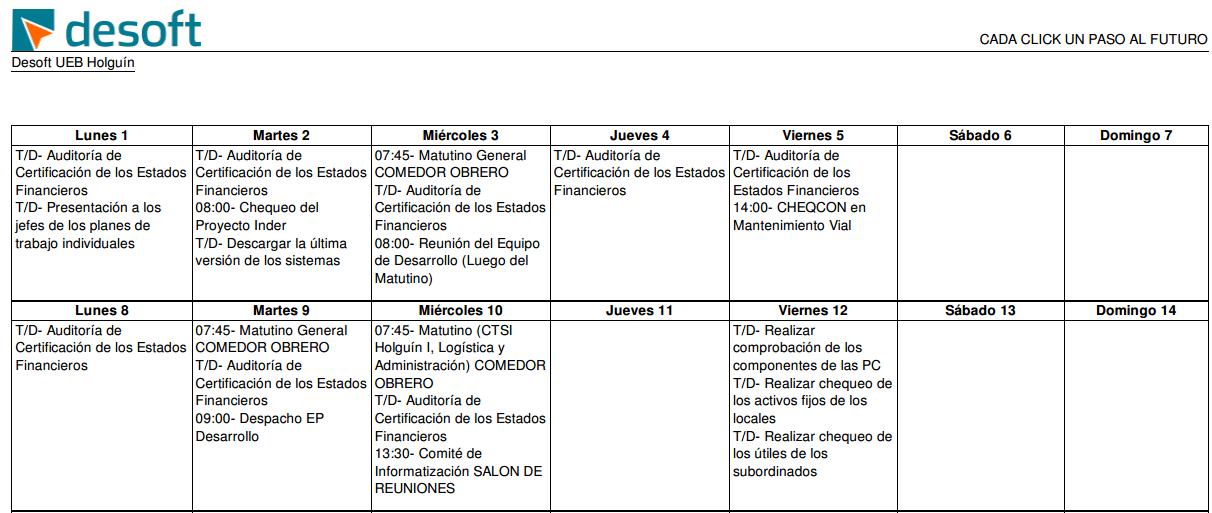 desoft
CADA CLICK UN PASO AL FUTURO
Desoft UEB Holguín
Lunes 1
Martes 2
Miércoles 3
Jueves 4
Viernes 5
Sábado 6
Domingo 7
T/D- Auditoría de
Certificación de los Estados
Financieros
T/D- Presentación a los
jefes de los planes de
trabajo individuales
T/D- Auditoría de
Certificación de los Estados
Financieros
08:00- Chequeo del
Proyecto Inder
T/D- Descargar la última
versión de los sistemas
07:45- Matutino General
COMEDOR OBRERO
T/D- Auditoría de
Certificación de los Estados
Financieros
08:00- Reunión del Equipo
de Desarrollo (Luego del
Matutino)
T/D- Auditoría de
Certificación de los Estados
Financieros
T/D- Auditoría de
Certificación de los
Estados Financieros
14:00- CHEQCON en
Mantenimiento Vial
Lunes 8
Martes 9
Miércoles 10
Jueves 11
Viernes 12
Sábado 13
Domingo 14
T/D- Auditoría de
Certificación de los Estados
Financieros
07:45- Matutino General
COMEDOR OBRERO
T/D- Auditoría de
Certificación de los Estados
Financieros
09:00- Despacho EP
Desarrollo
07:45- Matutino (CTSI
Holguín I, Logística y
Administración) COMEDOR
OBRERO
T/D- Auditoría de
Certificación de los Estados
Financieros
13:30- Comité de
Informatización SALON DE
REUNIONES
T/D- Realizar
comprobación de los
componentes de las PC
T/D- Realizar chequeo de
los activos fijos de los
locales
T/D- Realizar chequeo de
los útiles de los
subordinados